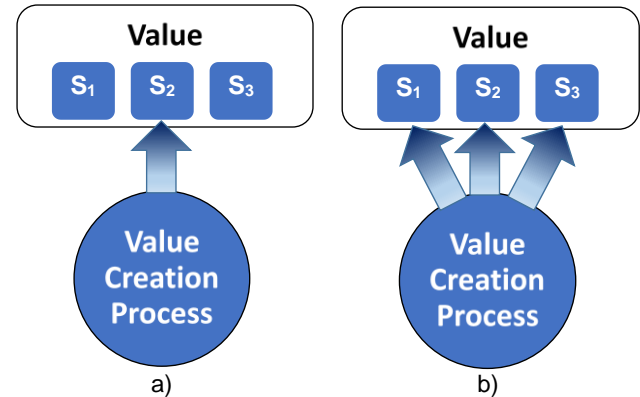 Value
S₁ S₂ S₃
Value
Creation
Process
a)
Value
S₁ S₂ S₃
Value
Creation
Process
b)